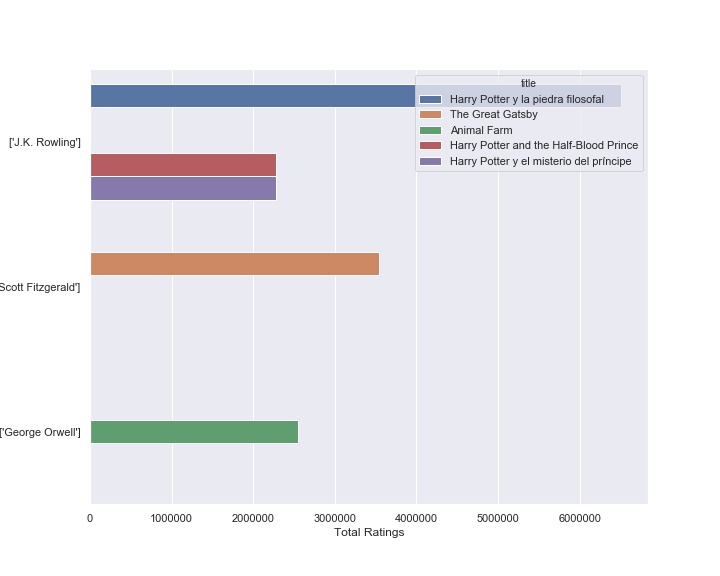 title
Harry Potter y la piedra filosofal
The Great Gatsby
Animal Farm
Harry Potter and the Half-Blood Prince
Harry Potter y el misterio del príncipe
['J.K. Rowling']
Scott Fitzgerald']
['George Orwell']
0 1000000 2000000 3000000 4000000 5000000 6000000
Total Ratings